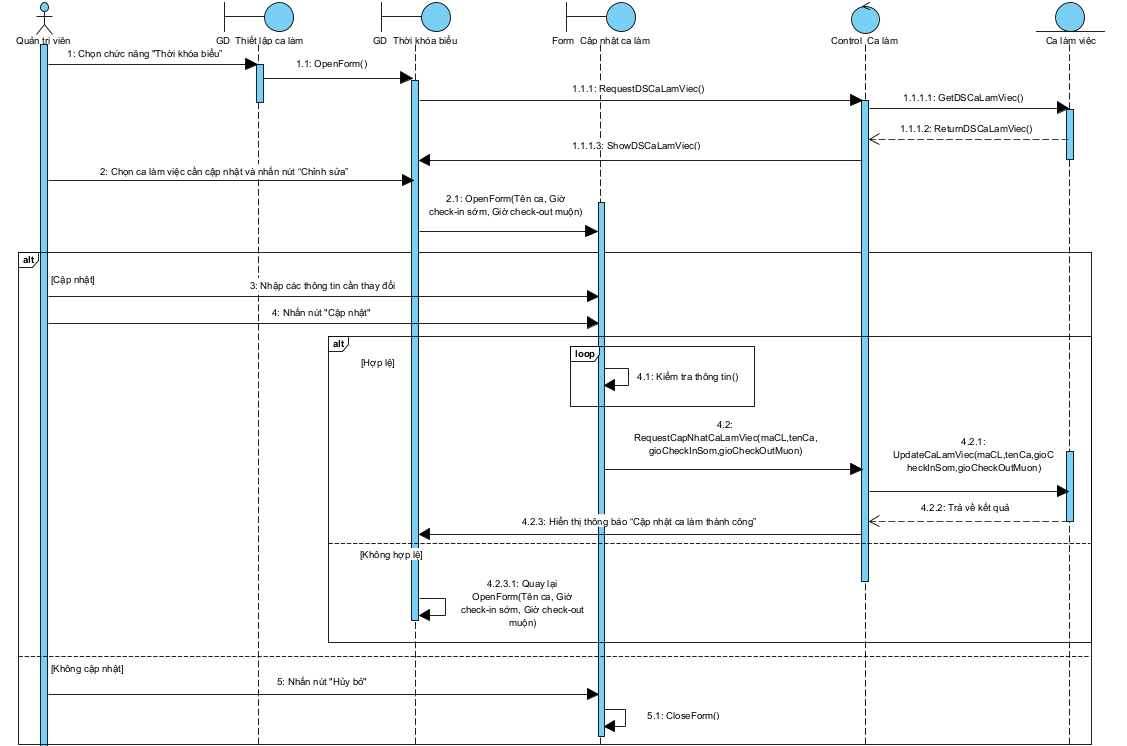 Quản trị viên
GD Thiết lập ca làm
GD Thời khóa biểu
Form Cập nhật ca làm
Control Ca làm
Ca làm việc
1: Chọn chức năng "Thời khóa biểu"
1.1: OpenForm()
1.1.1: RequestDSCaLamViec()
1.1.1.1: GetDSCaLamViec()
1.1.1.2: ReturnDSCaLamViec()
1.1.1.3: ShowDSCaLamViec()
2: Chọn ca làm việc cần cập nhật và nhấn nút "Chỉnh sửa"
2.1: OpenForm(Tên ca, Giờ
check-in sớm, Giờ check-out muộn)
alt
[Cập nhật]
3: Nhập các thông tin cần thay đổi
4: Nhấn nút "Cập nhật"
alt
[Hợp lệ]
loop
4.1: Kiểm tra thông tin()
4.2:
RequestCapNhatCaLamViec(maCL,tenCa,
gioCheckInSom,gioCheckOutMuon)
4.2.1:
UpdateCaLamViec(maCL,tenCa,gioC
heckInSom,gioCheckOutMuon)
4.2.2: Trả về kết quả
4.2.3: Hiển thị thông báo "Cập nhật ca làm thành công"
[Không hợp lệ]
4.2.3.1: Quay lại
OpenForm(Tên ca, Giờ
check-in sớm, Giờ check-out
muộn)
[Không cập nhật]
5: Nhấn nút "Hủy bỏ"
5.1: CloseForm()